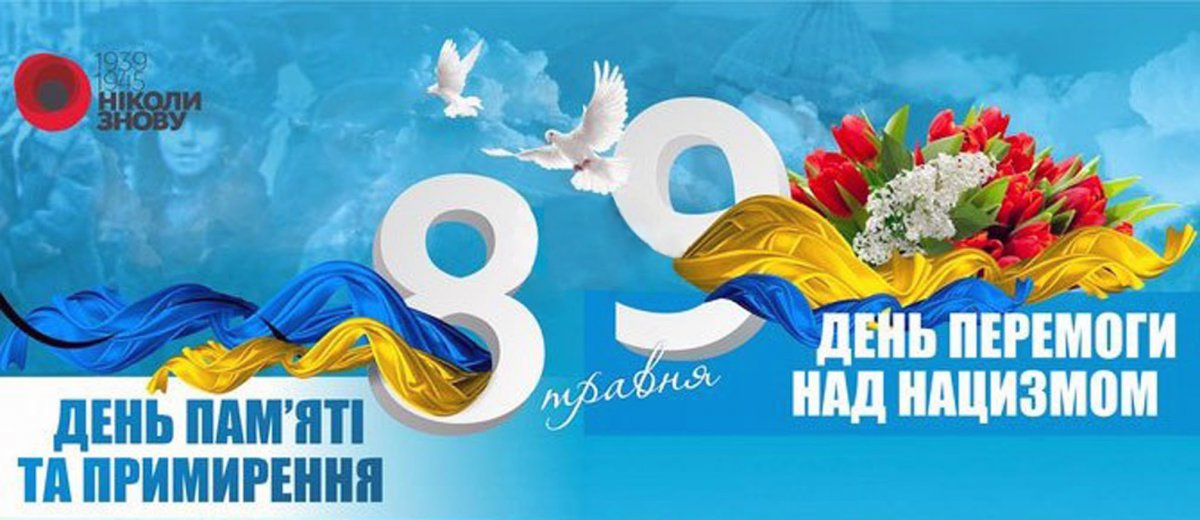 1939
1945
НІКОЛИ
ЗНОВУ
8
9
травня
ДЕНЬ ПАМ’ЯТІ
ТА ПРИМИРЕННЯ
ДЕНЬ ПЕРЕМОГИ
НАД НАЦИЗМОМ